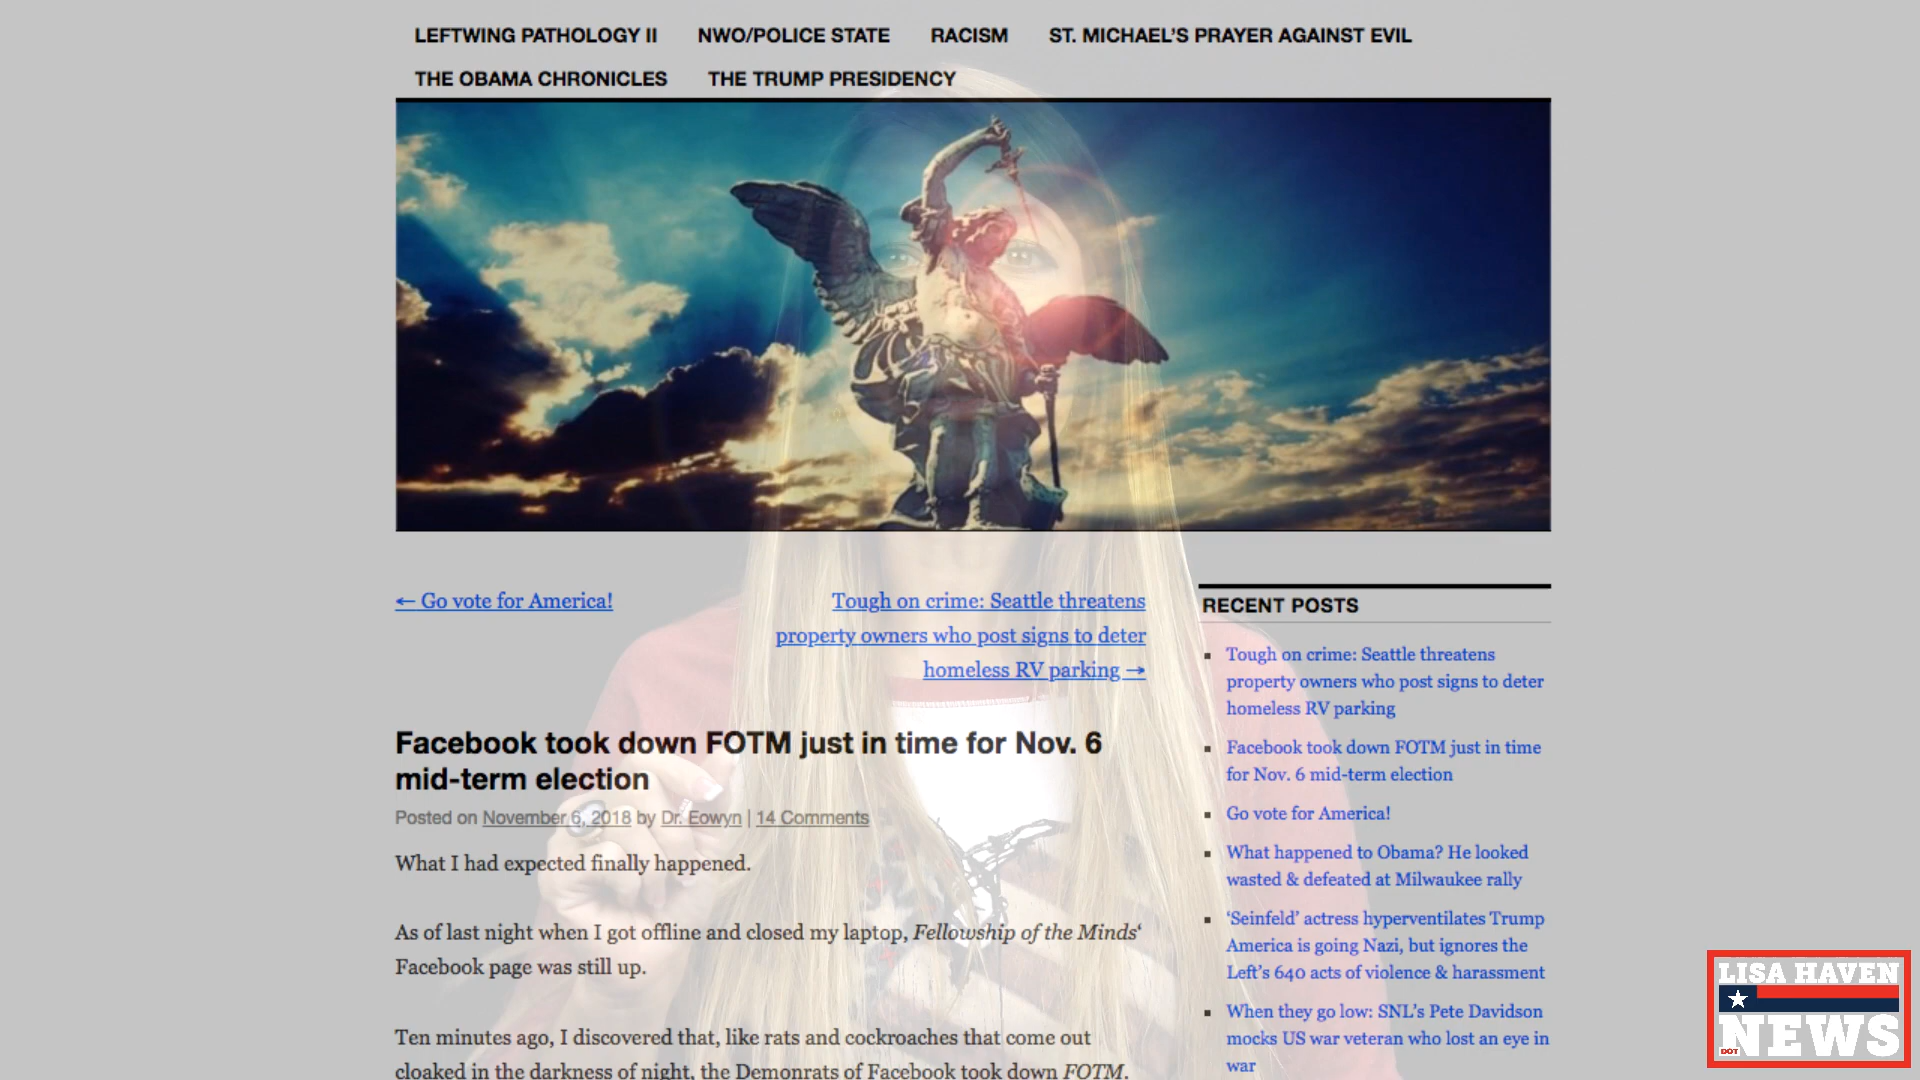 LEFTWING PATHOLOGY II NWO/POLICE STATE RACISM ST. MICHAEL'S PRAYER AGAINST EVIL
THE OBAMA CHRONICLES THE TRUMP PRESIDENCY
← Go vote for America!
Tough on crime: Seattle threatens
property owners who post signs to deter
homeless RV parking →
Facebook took down FOTM just in time for Nov. 6
mid-term election
Posted on November 6, 2018 by Dr. Eowyn | 14 Comments
What I had expected finally happened.
As of last night when I got offline and closed my laptop, Fellowship of the Minds‘
Facebook page was still up.
Ten minutes ago, I discovered that, like rats and cockroaches that come out
cloaked in the darkness of night, the Demonrats of Facebook took down FOTM.
RECENT POSTS
Tough on crime: Seattle threatens
property owners who post signs to deter
homeless RV parking
Facebook took down FOTM just in time
for Nov. 6 mid-term election
Go vote for America!
What happened to Obama? He looked
wasted & defeated at Milwaukee rally
‘Seinfeld’ actress hyperventilates Trump
America is going Nazi, but ignores the
Left’s 640 acts of violence & harassment
When they go low: SNL’s Pete Davidson
mocks US war veteran who lost an eye in
war
LISA HAVEN
DOT NEWS